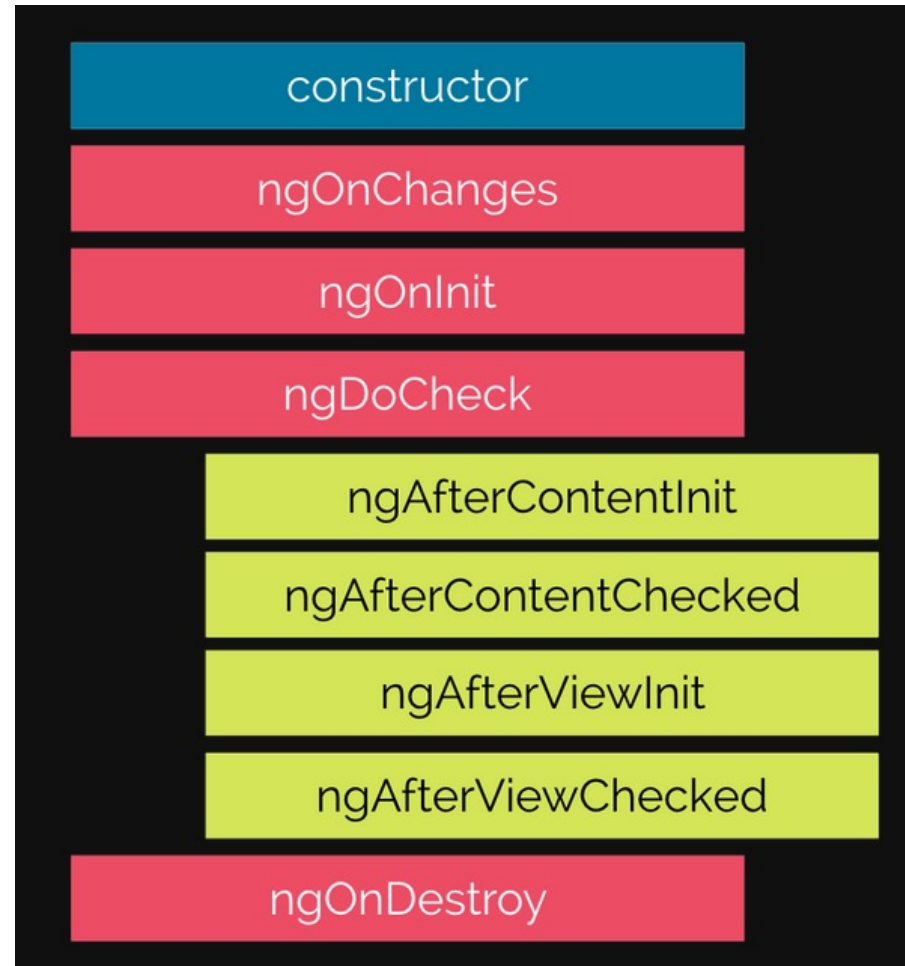 constructor
ngOnChanges
ngOnInit
ngDoCheck
ngAfterContentInit
ngAfterContentChecked
ngAfterViewInit
ngAfterViewChecked
ngOnDestroy